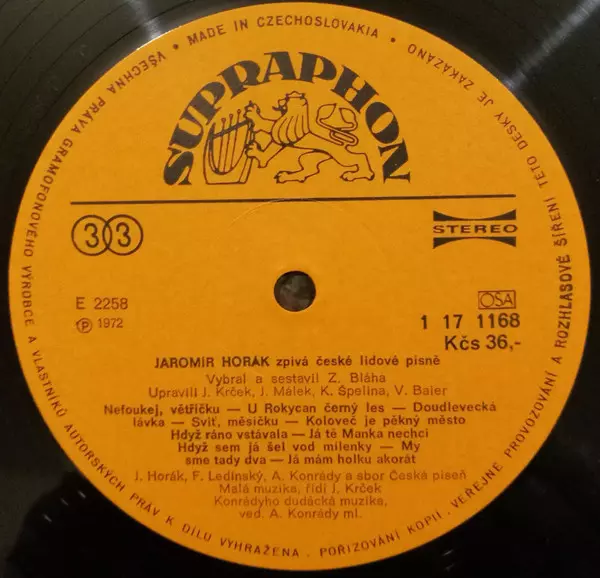 VŠECHNA PRÁVA GRAMOFONOVÉHO VÝROBCE A VLASTNÍKŮ AUTORSKÝCH PRÁV K DÍLU VYHRAŽENA. POŘIZOVÁNÍ KOPIÍ, VEŘEJNÉ PROVOZOVÁNÍ A ROZHLASOVÉ ŠÍŘENÍ TÉTO DESKY JE ZAKÁZÁNO • MADE IN CZECHOSLOVAKIA •
SUPRAPHON
33
STEREO
E 2258
OSA
℗ 1972
1 17 1168
Kčs 36,-
JAROMÍR HORÁK zpívá české lidové písně
Vybral a sestavil Z. Bláha
Upravili J. Krček, J. Málek, K. Špelina, V. Baier
Nefoukej, větříčku — U Rokycan černý les — Doudlevecká
lávka — Sviť, měsíčku — Koloveč je pěkný město
Hdyž ráno vstávala — Já té Manka nechci
Hdyž sem já šel vod milenky — My
sme tady dva — Já mám holku akorát
J. Horák, F. Ledinský, A. Konrády a sbor Česká píseň
Malá muzika, řídí J. Krček
Konrádyho dudácká muzika,
ved. A. Konrády ml.